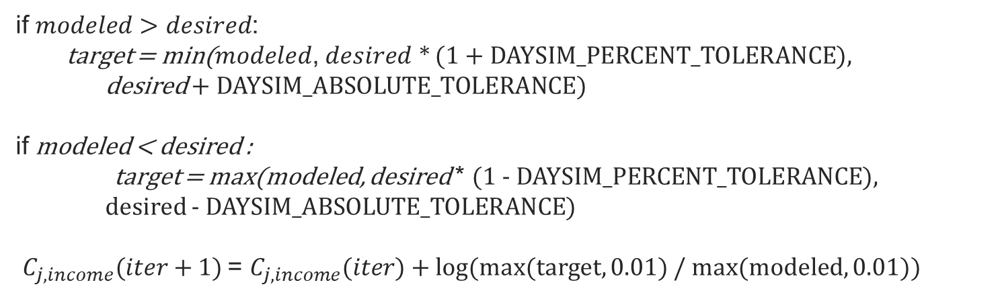 if modeled > desired:
target = min(modeled, desired * (1 + DAYSIM_PERCENT_TOLERANCE),
desired + DAYSIM_ABSOLUTE_TOLERANCE)
if modeled < desired :
target = max(modeled, desired* (1 - DAYSIM_PERCENT_TOLERANCE),
desired - DAYSIM_ABSOLUTE_TOLERANCE)
C_{j,income}(iter + 1) = C_{j,income}(iter) + log(max(target, 0.01) / max(modeled, 0.01))